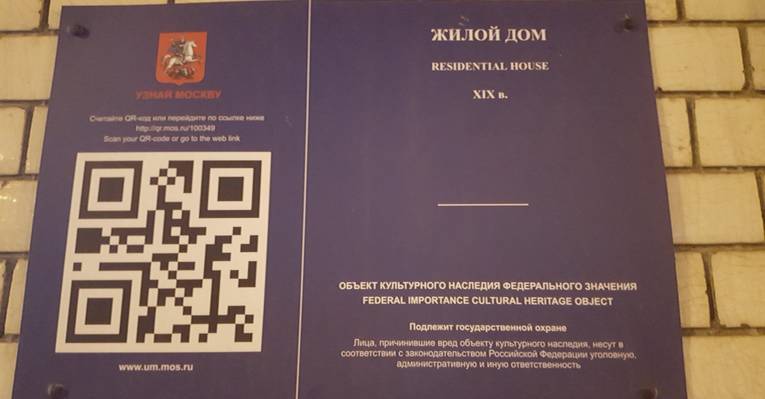 УЗНАЙ МОСКВУ
Считайте QR-код или перейдите по ссылке ниже
http://qr.mos.ru/100349
Scan your QR-code or go to the web link
www.um.mos.ru
ЖИЛОЙ ДОМ
RESIDENTIAL HOUSE
XIX в.
ОБЪЕКТ КУЛЬТУРНОГО НАСЛЕДИЯ ФЕДЕРАЛЬНОГО ЗНАЧЕНИЯ
FEDERAL IMPORTANCE CULTURAL HERITAGE OBJECT
Подлежит государственной охране
Лица, причинившие вред объекту культурного наследия, несут в
соответствии с законодательством Российской Федерации уголовную,
административную и иную ответственность